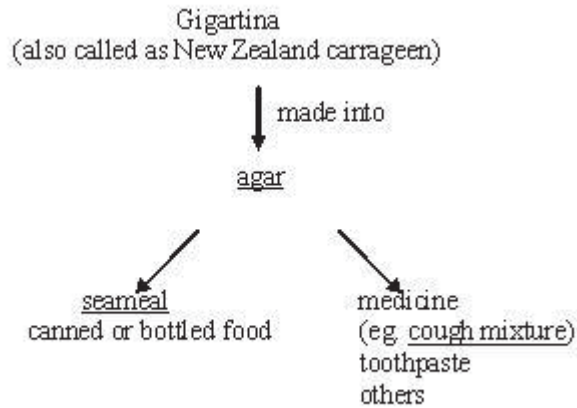 Gigartina
(also called as New Zealand carrageen)
made into
agar
seameal
canned or bottled food
medicine
(eg. cough mixture)
toothpaste
others